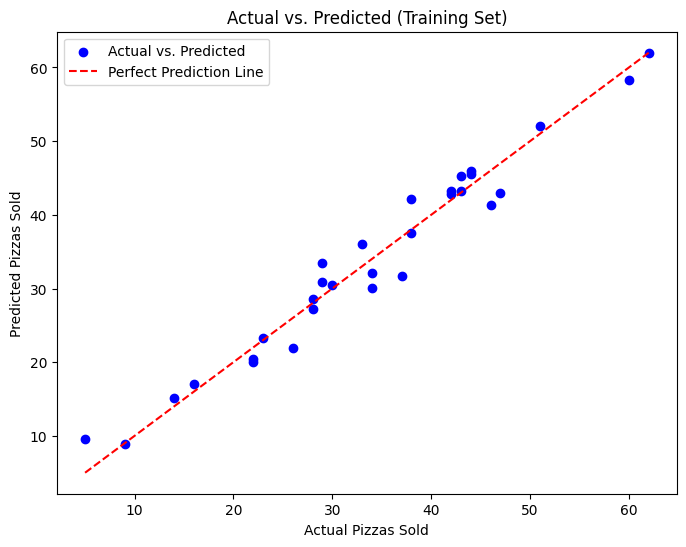 Actual vs. Predicted (Training Set)
Actual vs. Predicted
Perfect Prediction Line
60
50
40
30
20
10
Predicted Pizzas Sold
10 20 30 40 50 60
Actual Pizzas Sold